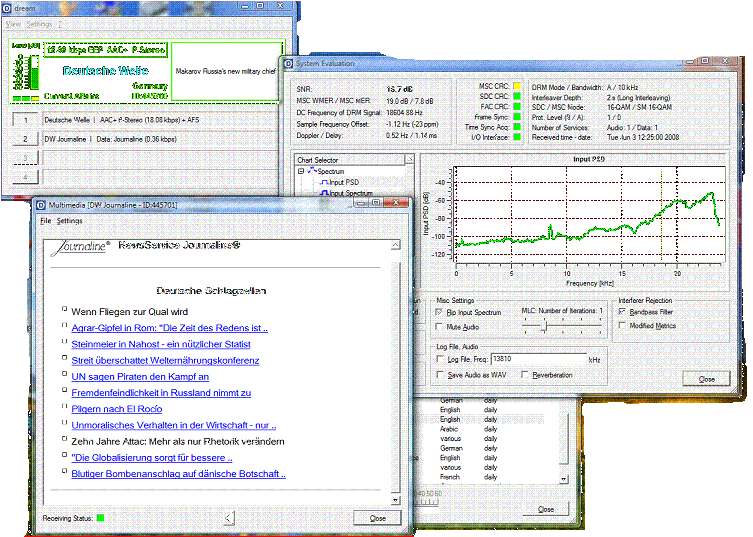 dream
View Settings ?
Level [dB]
18.08 kbps EEP AAC+ P-Stereo
Deutsche Welle
Germany
Current Affairs ID:445700
Makarov Russia's new military chief
1 Deutsche Welle | AAC+ P-Stereo (18.08 kbps) + AFS
2 DW Journaline | Data: Journaline (0.36 kbps)
3
4
System Evaluation
SNR: 18.7 dB
MSC WMER / MSC MER: 19.0 dB / 7.8 dB
DC Frequency of DRM Signal: 18604.88 Hz
Sample Frequency Offset: -1.12 Hz (-23 ppm)
Doppler / Delay: 0.52 Hz / 1.14 ms
MSC CRC:
SDC CRC:
FAC CRC:
Frame Sync:
Time Sync Acq:
I/O Interface:
DRM Mode / Bandwidth: A / 10 kHz
Interleaver Depth: 2 s (Long Interleaving)
SDC / MSC Mode: 16-QAM / SM 16-QAM
Prot. Level (B / A): 1 / 0
Number of Services: Audio: 1 / Data: 1
Received time - date: Tue Jun 3 12:25:00 2008
Chart Selector
Spectrum
Input PSD
Input Spectrum
Input PSD
Input PSD [dB]
-40
-60
-80
-100
-120
0 5 10 15 20
Frequency [kHz]
Misc Settings
Flip Input Spectrum
Mute Audio
MLC: Number of Iterations: 1
Interferer Rejection
Bandpass Filter
Modified Metrics
Log File, Audio
Log File, Freq: 13810 kHz
Save Audio as WAV Reverberation
Close
Multimedia [DW Journaline - ID:445701]
File Settings
Journaline® NewsService Journaline®
Deutsche Schlagzeilen
Wenn Fliegen zur Qual wird
Agrar-Gipfel in Rom: "Die Zeit des Redens ist ..
Steinmeier in Nahost - ein nützlicher Statist
Streit überschattet Welternährungskonferenz
UN sagen Piraten den Kampf an
Fremdenfeindlichkeit in Russland nimmt zu
Pilgern nach El Rocío
Unmoralisches Verhalten in der Wirtschaft - nur ..
Zehn Jahre Attac: Mehr als nur Rhetorik verändern
"Die Globalisierung sorgt für bessere ..
Blutiger Bombenanschlag auf dänische Botschaft ..
Receiving Status:
Close
German daily
English daily
English daily
Arabic daily
various daily
German daily
English daily
various daily
French daily
Close